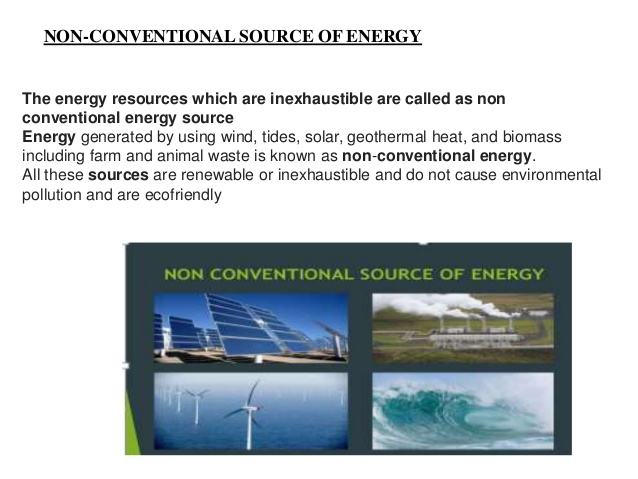 NON-CONVENTIONAL SOURCE OF ENERGY
The energy resources which are inexhaustible are called as non
conventional energy source
Energy generated by using wind, tides, solar, geothermal heat, and biomass
including farm and animal waste is known as non-conventional energy.
All these sources are renewable or inexhaustible and do not cause environmental
pollution and are ecofriendly
NON CONVENTIONAL SOURCE OF ENERGY